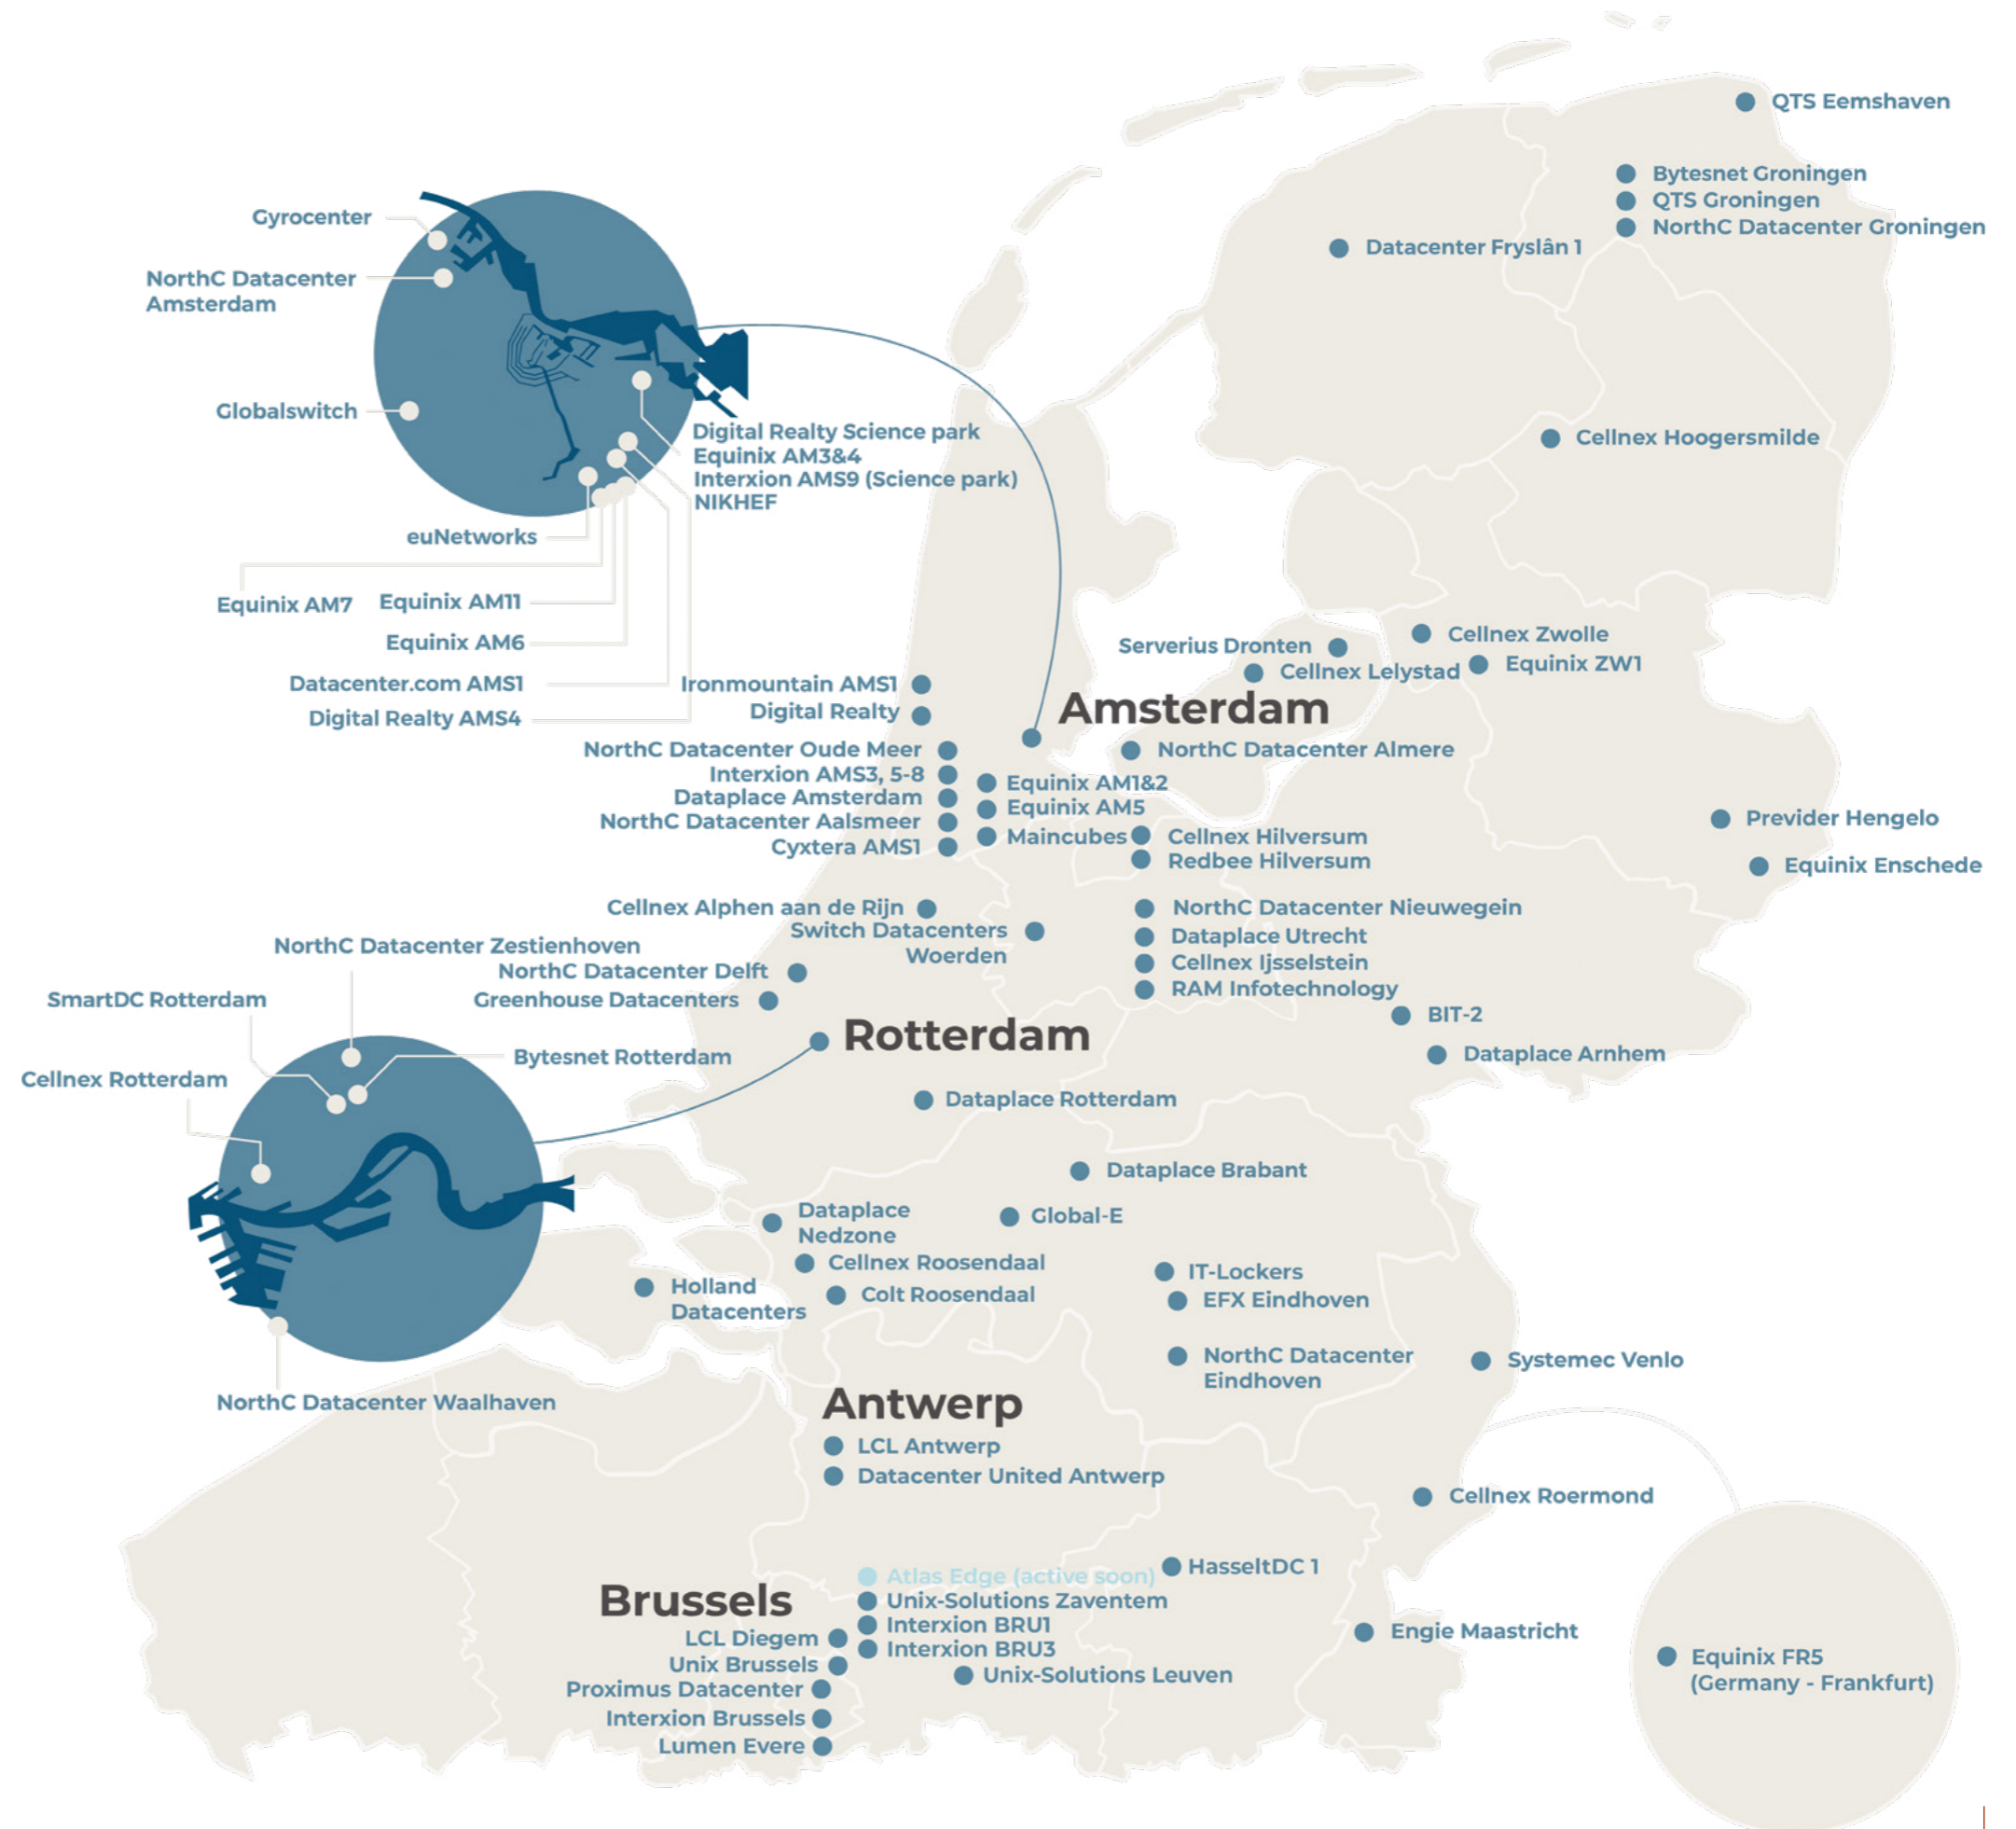 QTS Eemshaven
Bytesnet Groningen
QTS Groningen
NorthC Datacenter Groningen
Datacenter Fryslân 1
Cellnex Hoogersmilde
Gyrocenter
NorthC Datacenter
Amsterdam
Globalswitch
Digital Realty Science park
Equinix AM3&4
Interxion AMS9 (Science park)
NIKHEF
euNetworks
Equinix AM7
Equinix AM11
Equinix AM6
Datacenter.com AMS1
Digital Realty AMS4
Serverius Dronten
Cellnex Zwolle
Cellnex Lelystad
Equinix ZW1
Ironmountain AMS1
Digital Realty
Amsterdam
NorthC Datacenter Oude Meer
Interxion AMS3, 5-8
Dataplace Amsterdam
NorthC Datacenter Aalsmeer
Cyxtera AMS1
NorthC Datacenter Almere
Equinix AM1&2
Equinix AM5
Maincubes
Cellnex Hilversum
Redbee Hilversum
Previder Hengelo
Equinix Enschede
Cellnex Alphen aan de Rijn
Switch Datacenters
Woerden
NorthC Datacenter Nieuwegein
Dataplace Utrecht
Cellnex Ijsselstein
RAM Infotechnology
NorthC Datacenter Zestienhoven
NorthC Datacenter Delft
Greenhouse Datacenters
SmartDC Rotterdam
Rotterdam
BIT-2
Dataplace Arnhem
Bytesnet Rotterdam
Cellnex Rotterdam
Dataplace Rotterdam
Dataplace Brabant
Dataplace
Nedzone
Global-E
Cellnex Roosendaal
Holland
Datacenters
Colt Roosendaal
IT-Lockers
EFX Eindhoven
NorthC Datacenter
Eindhoven
Systemec Venlo
NorthC Datacenter Waalhaven
Antwerp
LCL Antwerp
Datacenter United Antwerp
Cellnex Roermond
Atlas Edge (active soon)
HasseltDC 1
Brussels
Unix-Solutions Zaventem
Interxion BRU1
Interxion BRU3
LCL Diegem
Unix Brussels
Proximus Datacenter
Interxion Brussels
Lumen Evere
Unix-Solutions Leuven
Engie Maastricht
Equinix FR5
(Germany - Frankfurt)